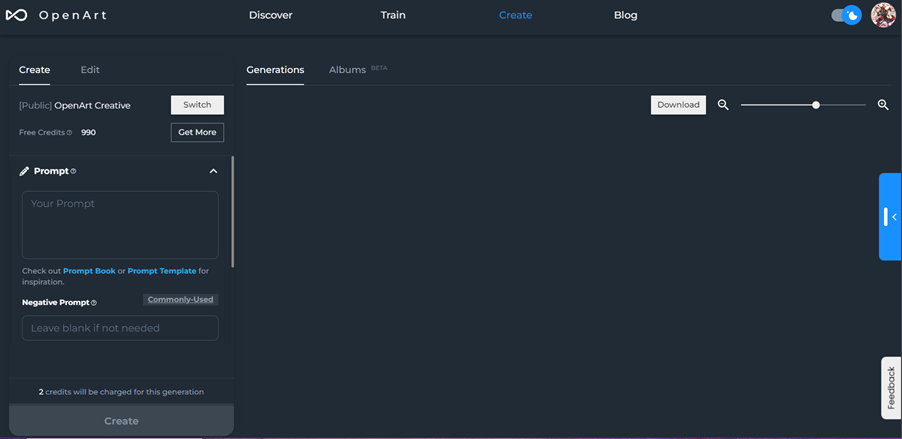 OpenArt
Discover
Train
Create
Blog
Create
Edit
[Public] OpenArt Creative
Switch
Free Credits
990
Get More
Prompt
Your Prompt
Check out Prompt Book or Prompt Template for
inspiration.
Negative Prompt
Commonly-Used
Leave blank if not needed
2 credits will be charged for this generation
Create
Generations
Albums BETA
Download
Feedback